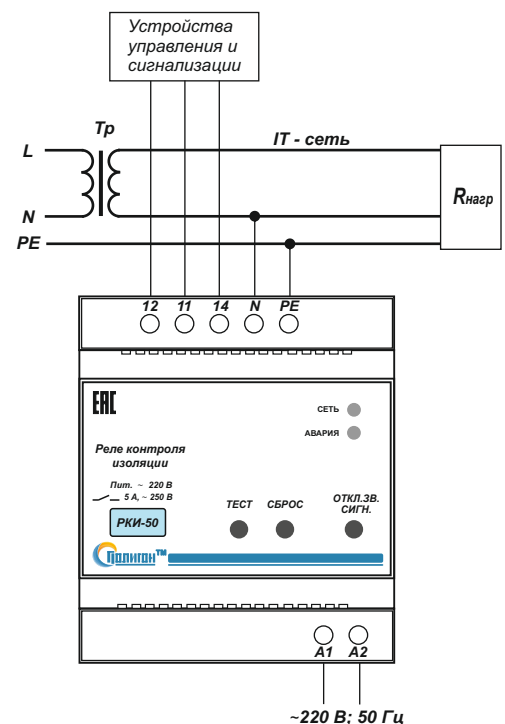 Устройства
управления и
сигнализации
Тр
L
IT - сеть
Rнагр
N
PE
12 11 14 N PE
EAC
СЕТЬ
АВАРИЯ
Реле контроля
изоляции
Пит. ~ 220 В
5 А, ~ 250 В
РКИ-50
ТЕСТ СБРОС ОТКЛ.ЗВ.
СИГН.
Полигон™
A1 A2
~220 В; 50 Гц